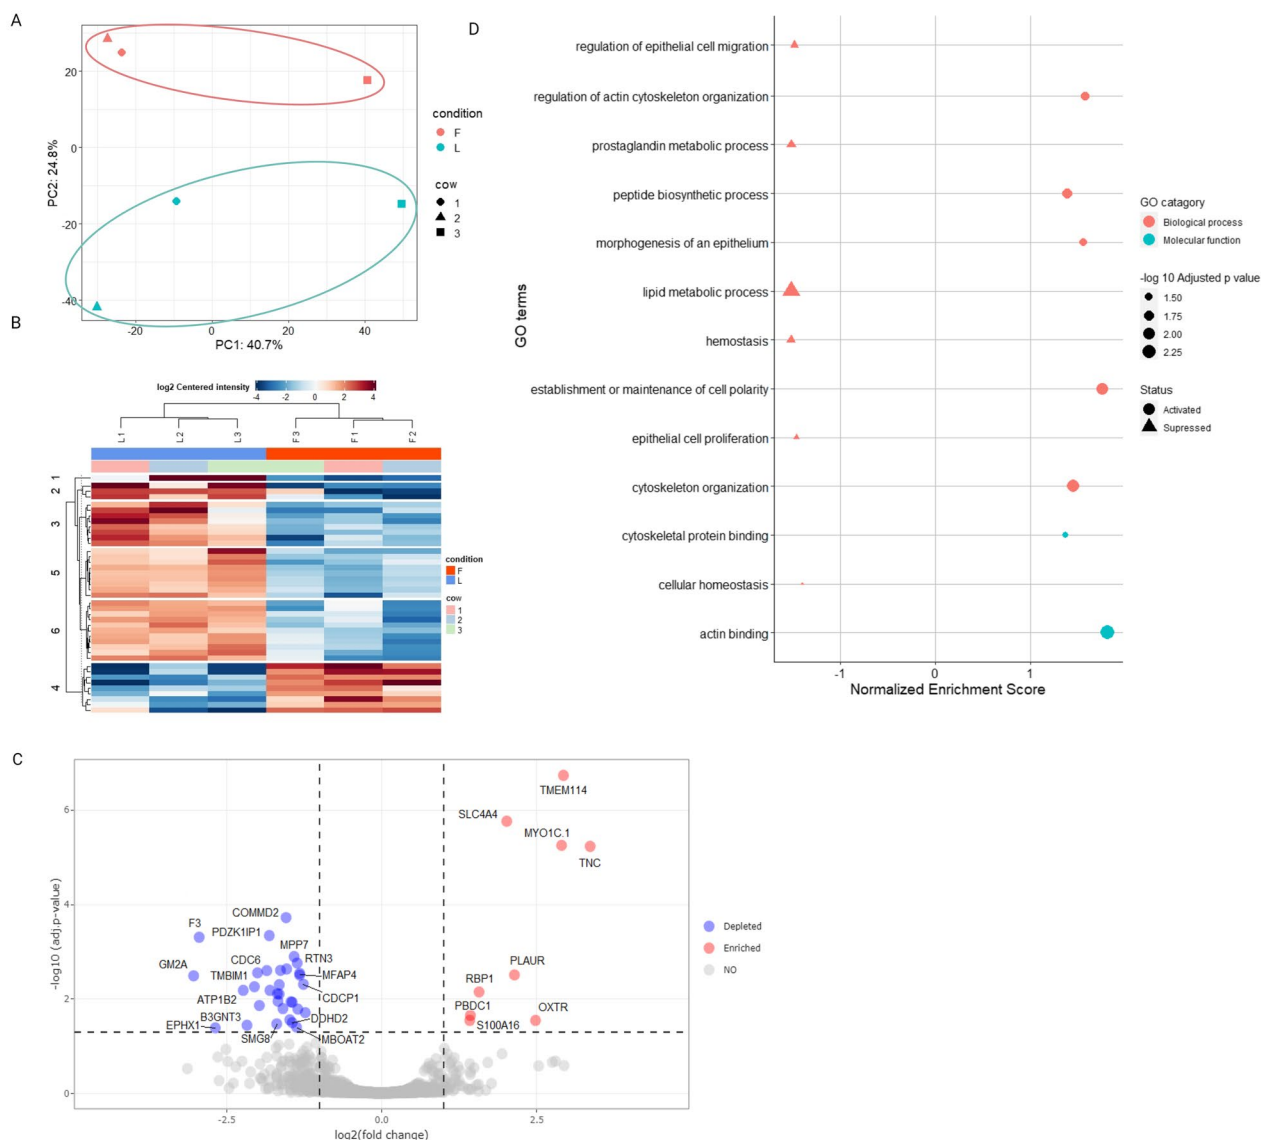 A
20
0
-20
-40
PC2: 24.8%
-20
0
20
40
PC1: 40.7%
condition
F
L
cow
1
2
3
B
log2 Centered intensity
-4
-2
0
2
4
L 1
L 2
L 3
F 3
F 1
F 2
1
2
3
5
6
4
condition
F
L
cow
1
2
3
D
GO terms
regulation of epithelial cell migration
regulation of actin cytoskeleton organization
prostaglandin metabolic process
peptide biosynthetic process
morphogenesis of an epithelium
lipid metabolic process
hemostasis
establishment or maintenance of cell polarity
epithelial cell proliferation
cytoskeleton organization
cytoskeletal protein binding
cellular homeostasis
actin binding
-1
0
1
Normalized Enrichment Score
GO catagory
Biological process
Molecular function
-log 10 Adjusted p value
1.50
1.75
2.00
2.25
Status
Activated
Supressed
C
-log10 (adj.p-value)
6
4
2
0
TMEM114
SLC4A4
MYO1C.1
TNC
COMMD2
F3
PDZK1IP1
MPP7
GM2A
CDC6
RTN3
TMBIM1
MFAP4
PLAUR
RBP1
ATP1B2
CDCP1
PBDC1
OXTR
B3GNT3
DDHD2
S100A16
EPHX1
SMG8
MBOAT2
-2.5
0.0
2.5
log2(fold change)
Depleted
Enriched
NO